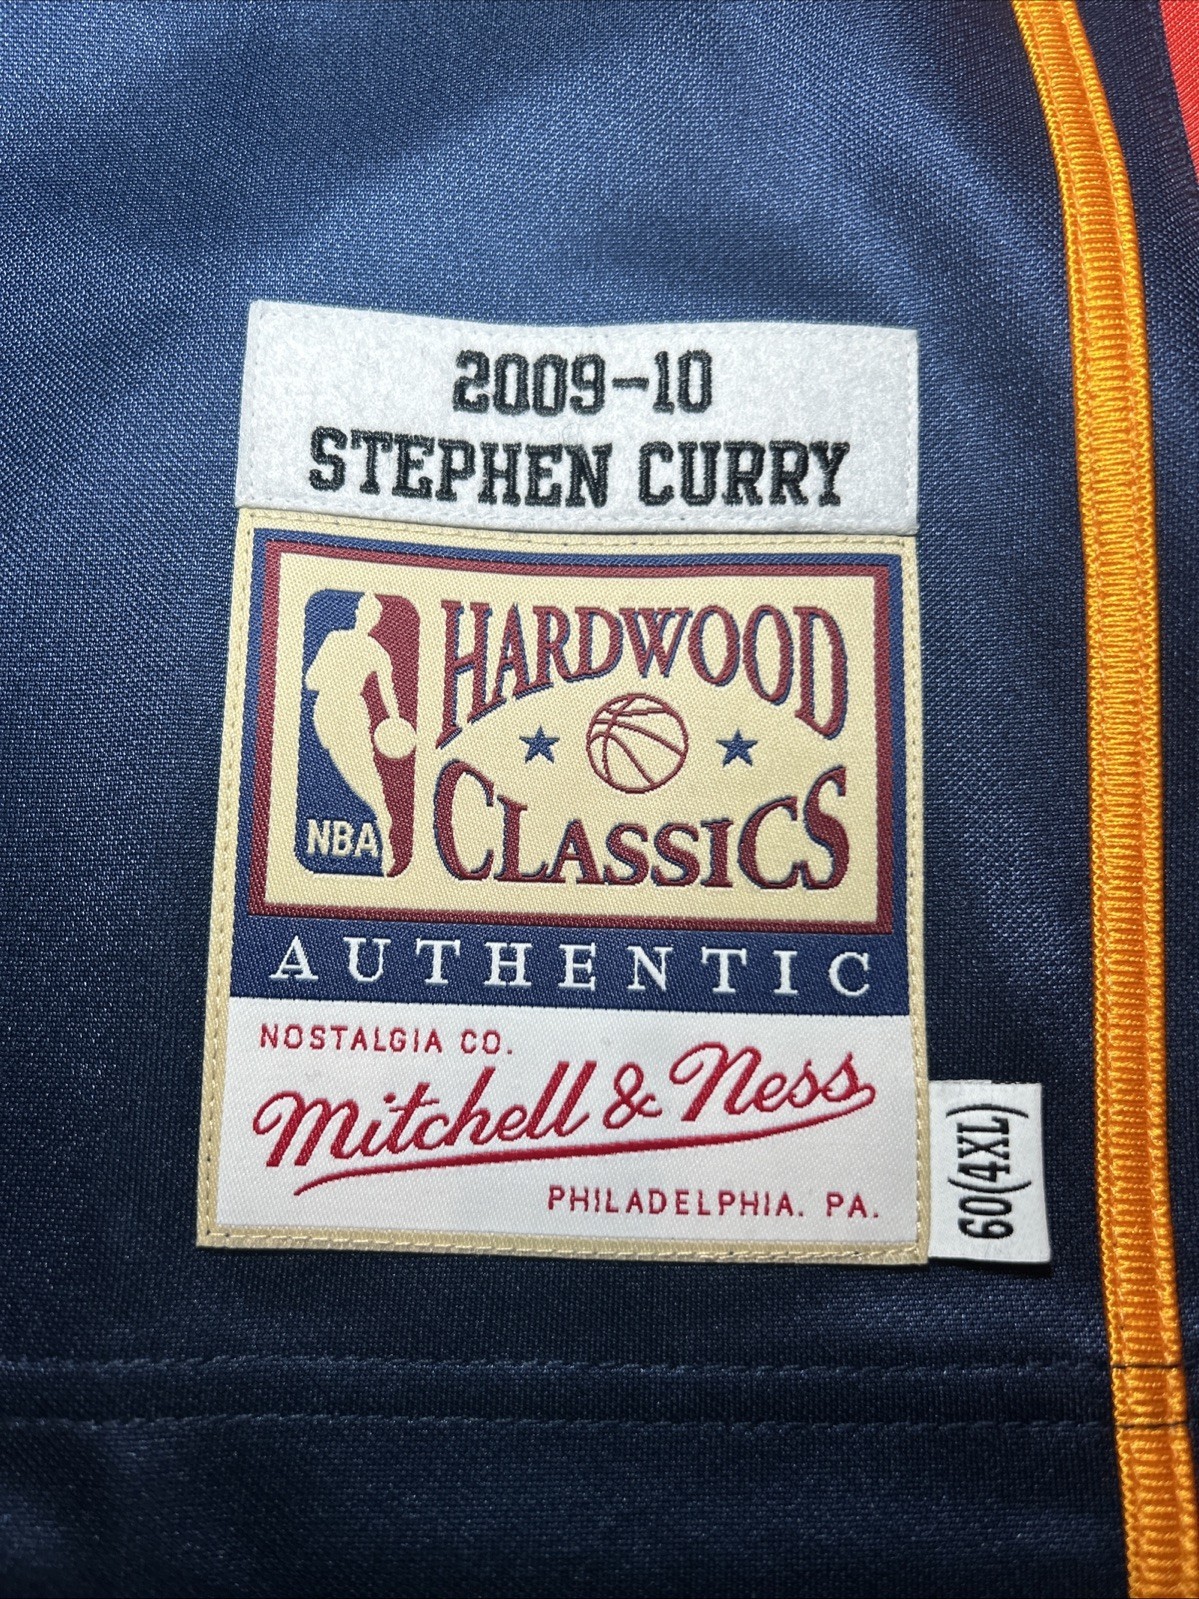 2009-10
STEPHEN CURRY
HARDWOOD
CLASSICS
NBA
AUTHENTIC
NOSTALGIA CO.
Mitchell & Ness
PHILADELPHIA. PA.
60(4XL)